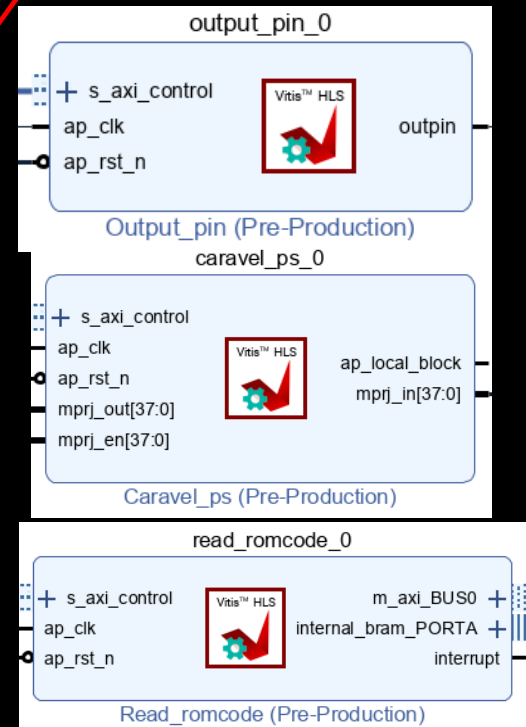 output_pin_0
s_axi_control
ap_clk
ap_rst_n
Vitis™ HLS
outpin
Output_pin (Pre-Production)
caravel_ps_0
s_axi_control
ap_clk
ap_rst_n
mprj_out[37:0]
mprj_en[37:0]
Vitis™ HLS
ap_local_block
mprj_in[37:0]
Caravel_ps (Pre-Production)
read_romcode_0
s_axi_control
ap_clk
ap_rst_n
Vitis™ HLS
m_axi_BUS0
internal_bram_PORTA
interrupt
Read_romcode (Pre-Production)